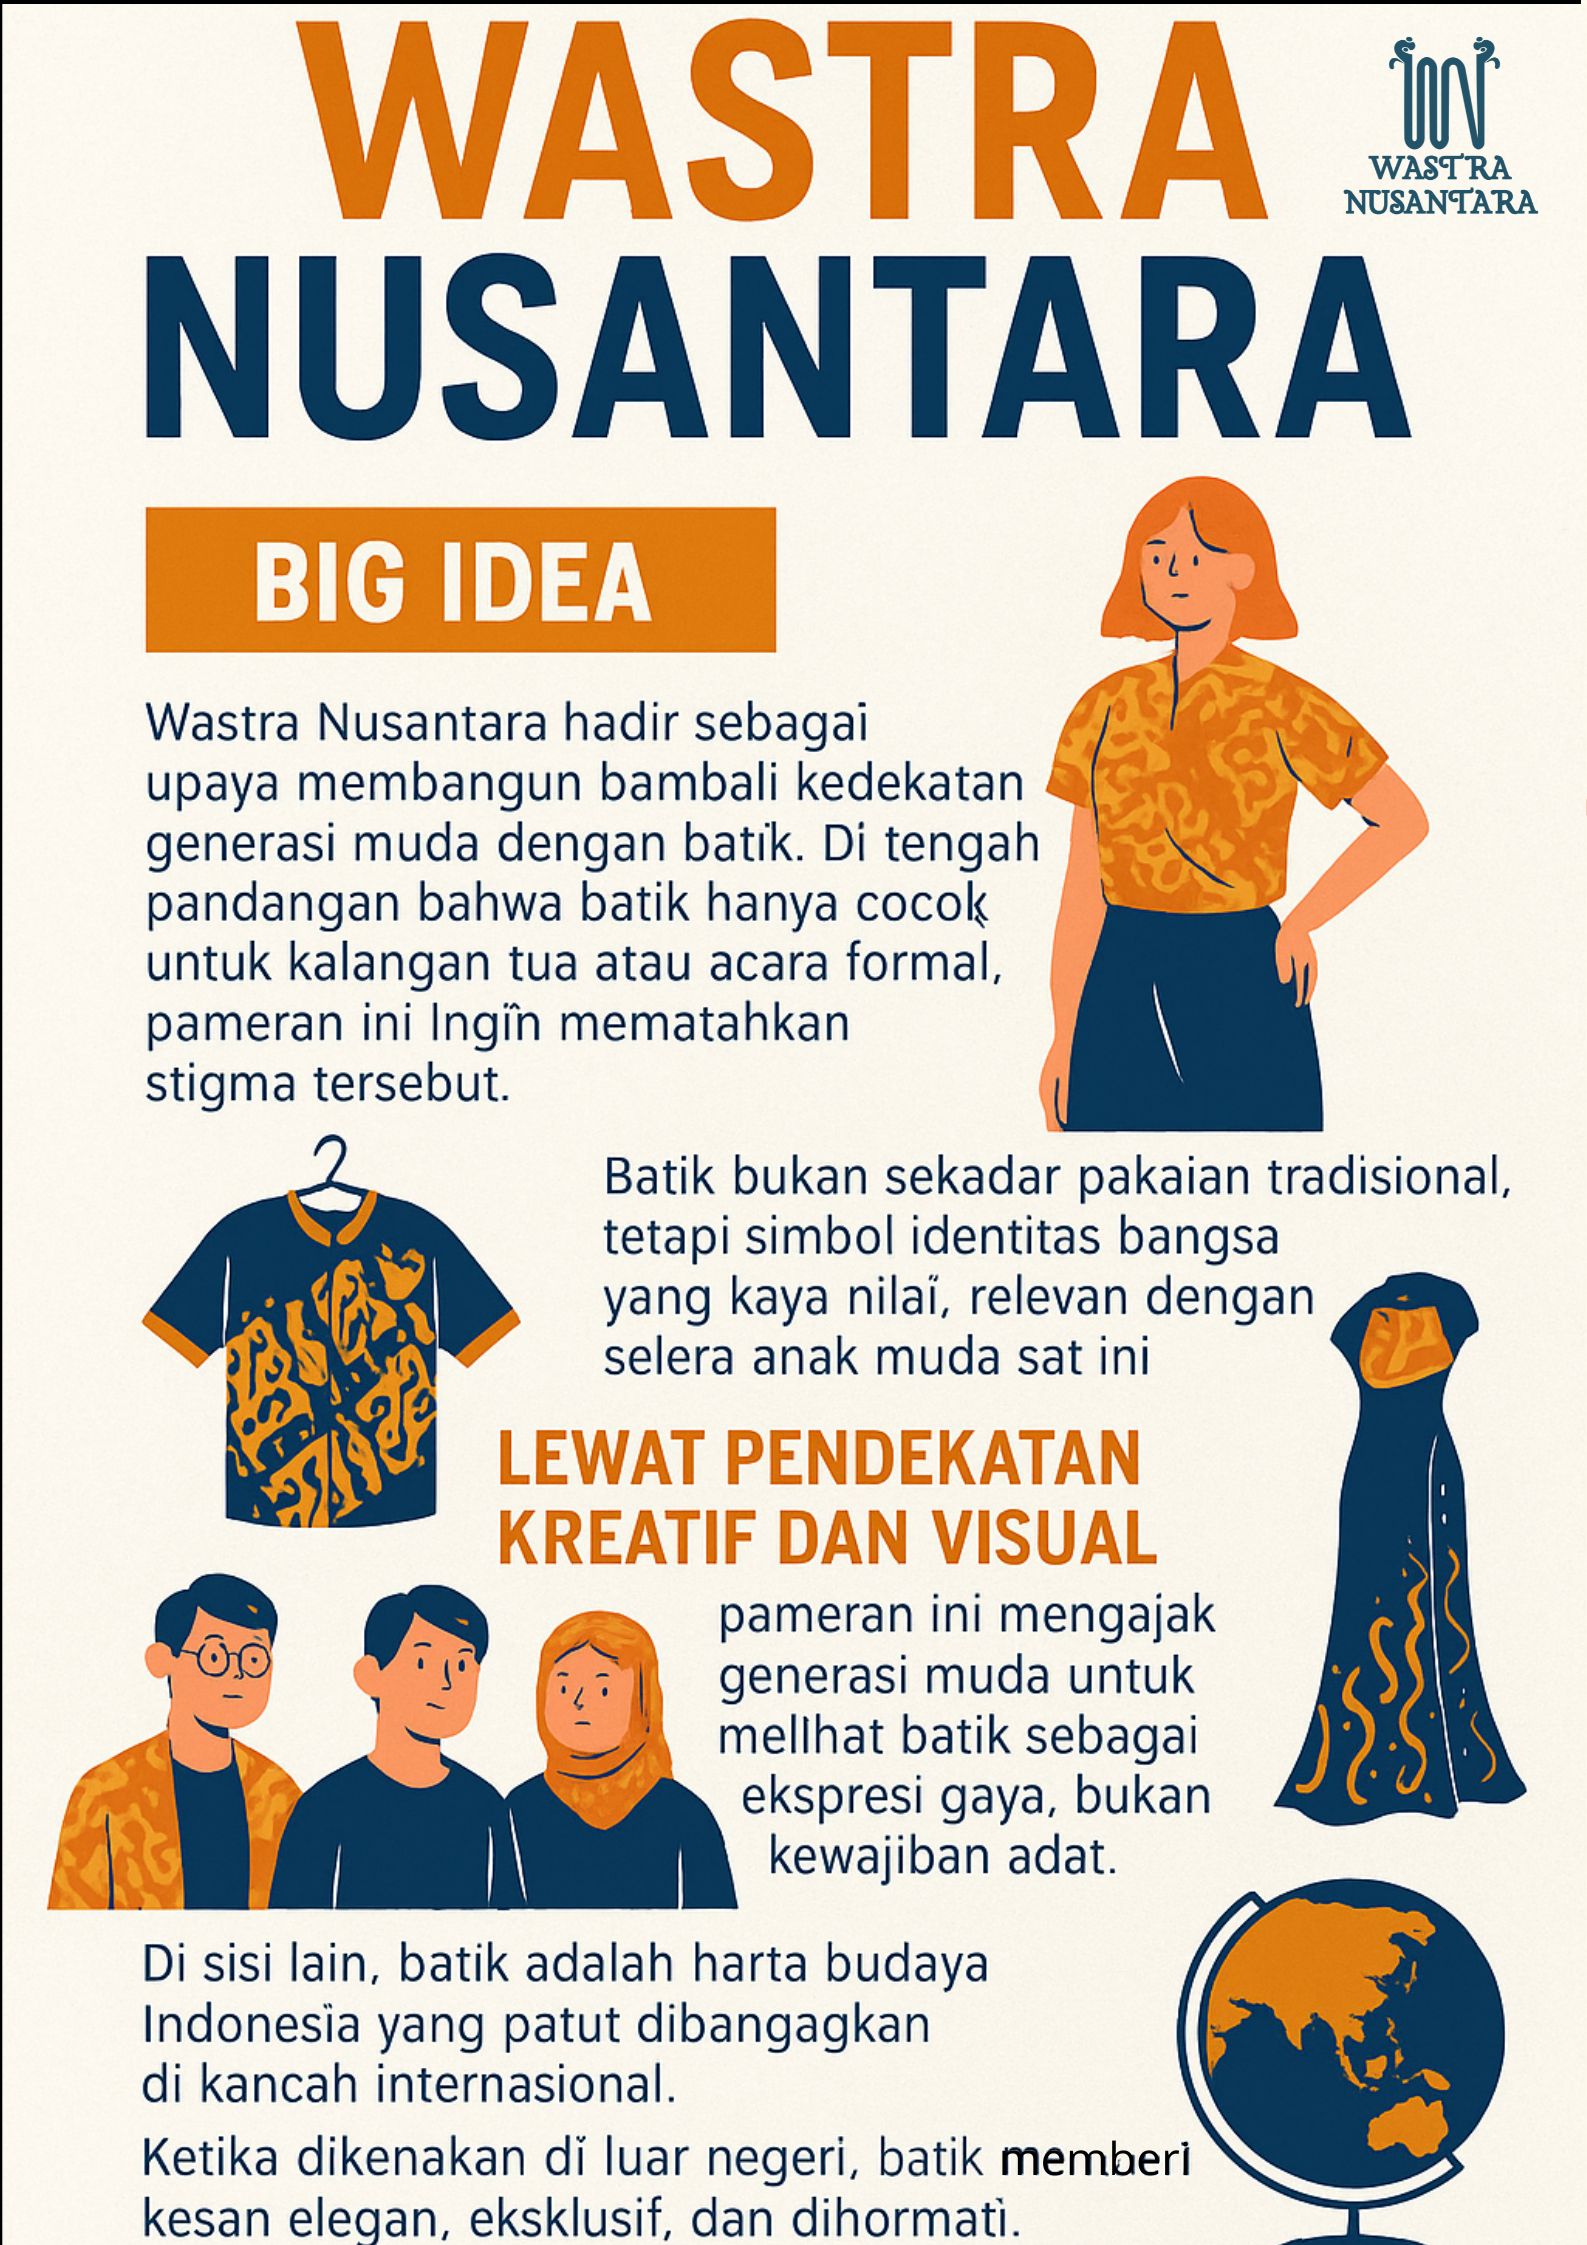 WASTRA
NUSANTARA
WASTRA
NUSANTARA
BIG IDEA
Wastra Nusantara hadir sebagai
upaya membangun bambali kedekatan
generasi muda dengan batik. Di tengah
pandangan bahwa batik hanya cocok
untuk kalangan tua atau acara formal,
pameran ini Ingin mematahkan
stigma tersebut.
Batik bukan sekadar pakaian tradisional,
tetapi simbol identitas bangsa
yang kaya nilai, relevan dengan
selera anak muda sat ini
LEWAT PENDEKATAN
KREATIF DAN VISUAL
pameran ini mengajak
generasi muda untuk
mellhat batik sebagai
ekspresi gaya, bukan
kewajiban adat.
Di sisi lain, batik adalah harta budaya
Indonesia yang patut dibangagkan
di kancah internasional.
Ketika dikenakan di luar negeri, batik memberi
kesan elegan, eksklusif, dan dihormati.